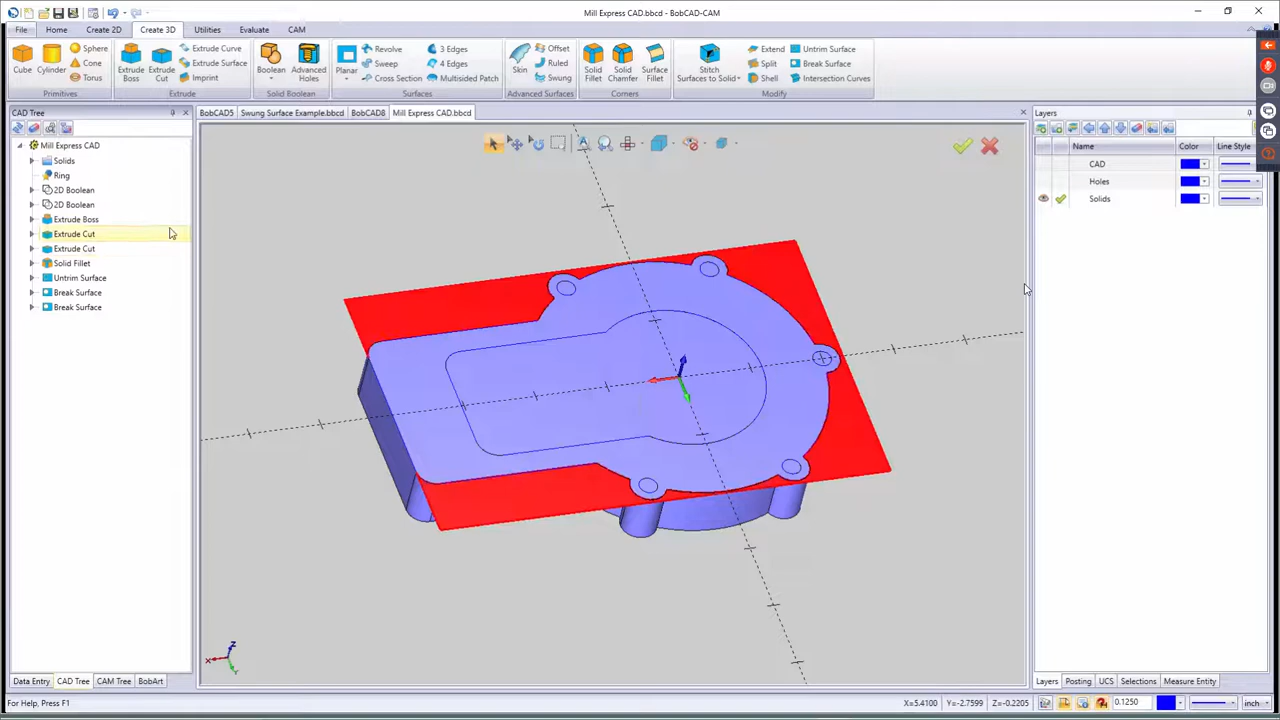 Mill Express CAD.bbcd - BobCAD-CAM
File Home Create 2D Create 3D Utilities Evaluate CAM
Cube Cylinder Sphere Cone Torus
Primitives
Extrude Boss Extrude Cut Extrude Curve Extrude Surface Imprint
Extrude
Boolean Advanced Holes
Solid Boolean
Planar Revolve Sweep Cross Section 3 Edges 4 Edges Multisided Patch
Surfaces
Skin Offset Ruled Swung
Advanced Surfaces
Solid Fillet Solid Chamfer Surface Fillet
Corners
Stitch Surfaces to Solid Extend Split Shell Untrim Surface Break Surface Intersection Curves
Modify
CAD Tree
BobCAD5 Swung Surface Example.bbcd BobCAD8 Mill Express CAD.bbcd
Layers
Mill Express CAD
Solids
Ring
2D Boolean
2D Boolean
Extrude Boss
Extrude Cut
Extrude Cut
Solid Fillet
Untrim Surface
Break Surface
Break Surface
Name Color Line Style
CAD
Holes
Solids
Z
X
Y
Data Entry CAD Tree CAM Tree BobArt
Layers Posting UCS Selections Measure Entity
For Help, Press F1
X=5.4100 Y=-2.7599 Z=-0.2205 0.1250 inch